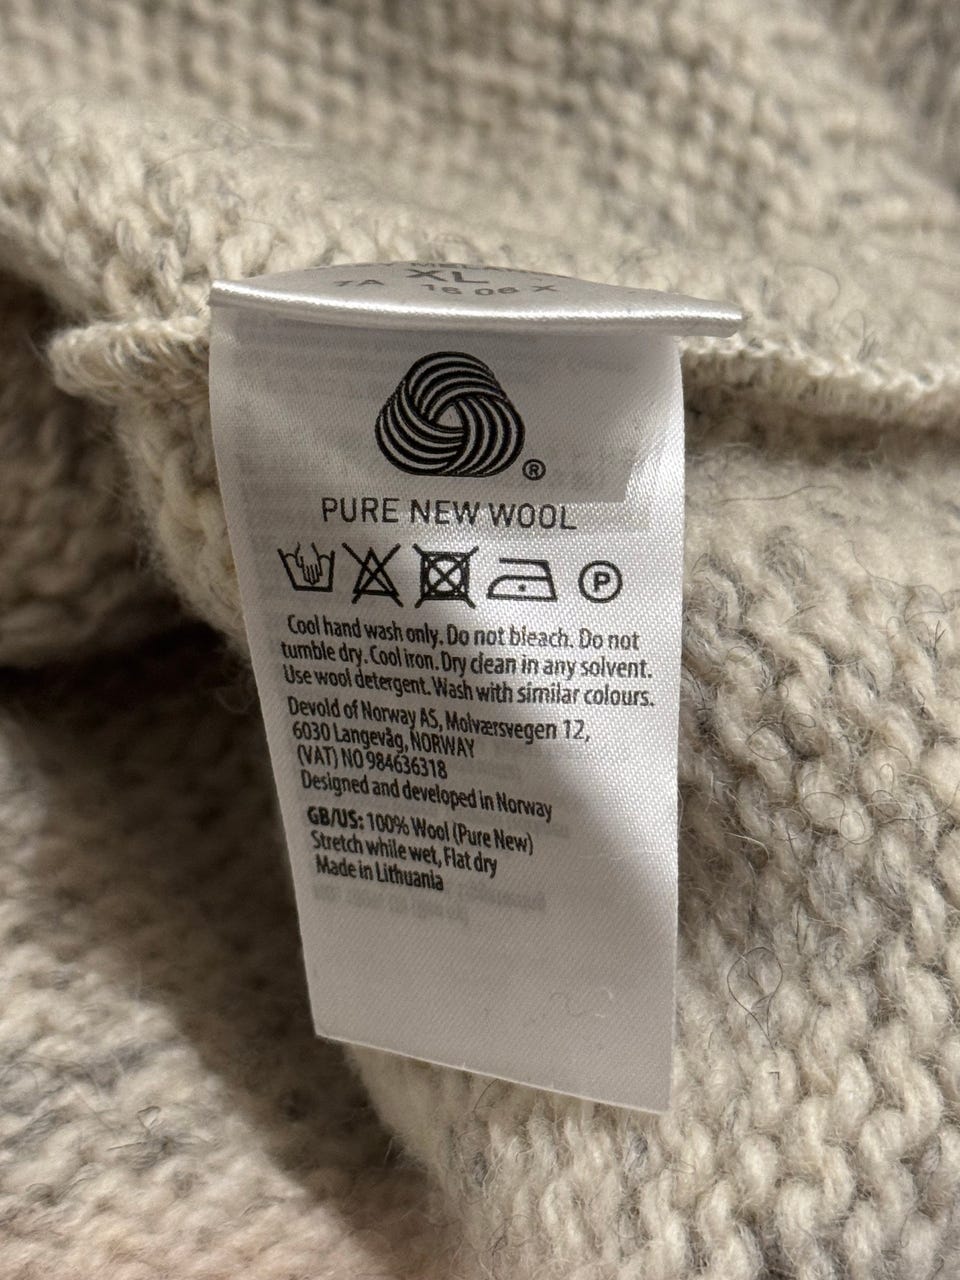 XL
®
PURE NEW WOOL
P
Cool hand wash only. Do not bleach. Do not
tumble dry. Cool iron. Dry clean in any solvent.
Use wool detergent. Wash with similar colours.
Devold of Norway AS, Molværsvegen 12,
6030 Langevåg, NORWAY
(VAT) NO 984636318
Designed and developed in Norway
GB/US: 100% Wool (Pure New)
Stretch while wet, Flat dry
Made in Lithuania